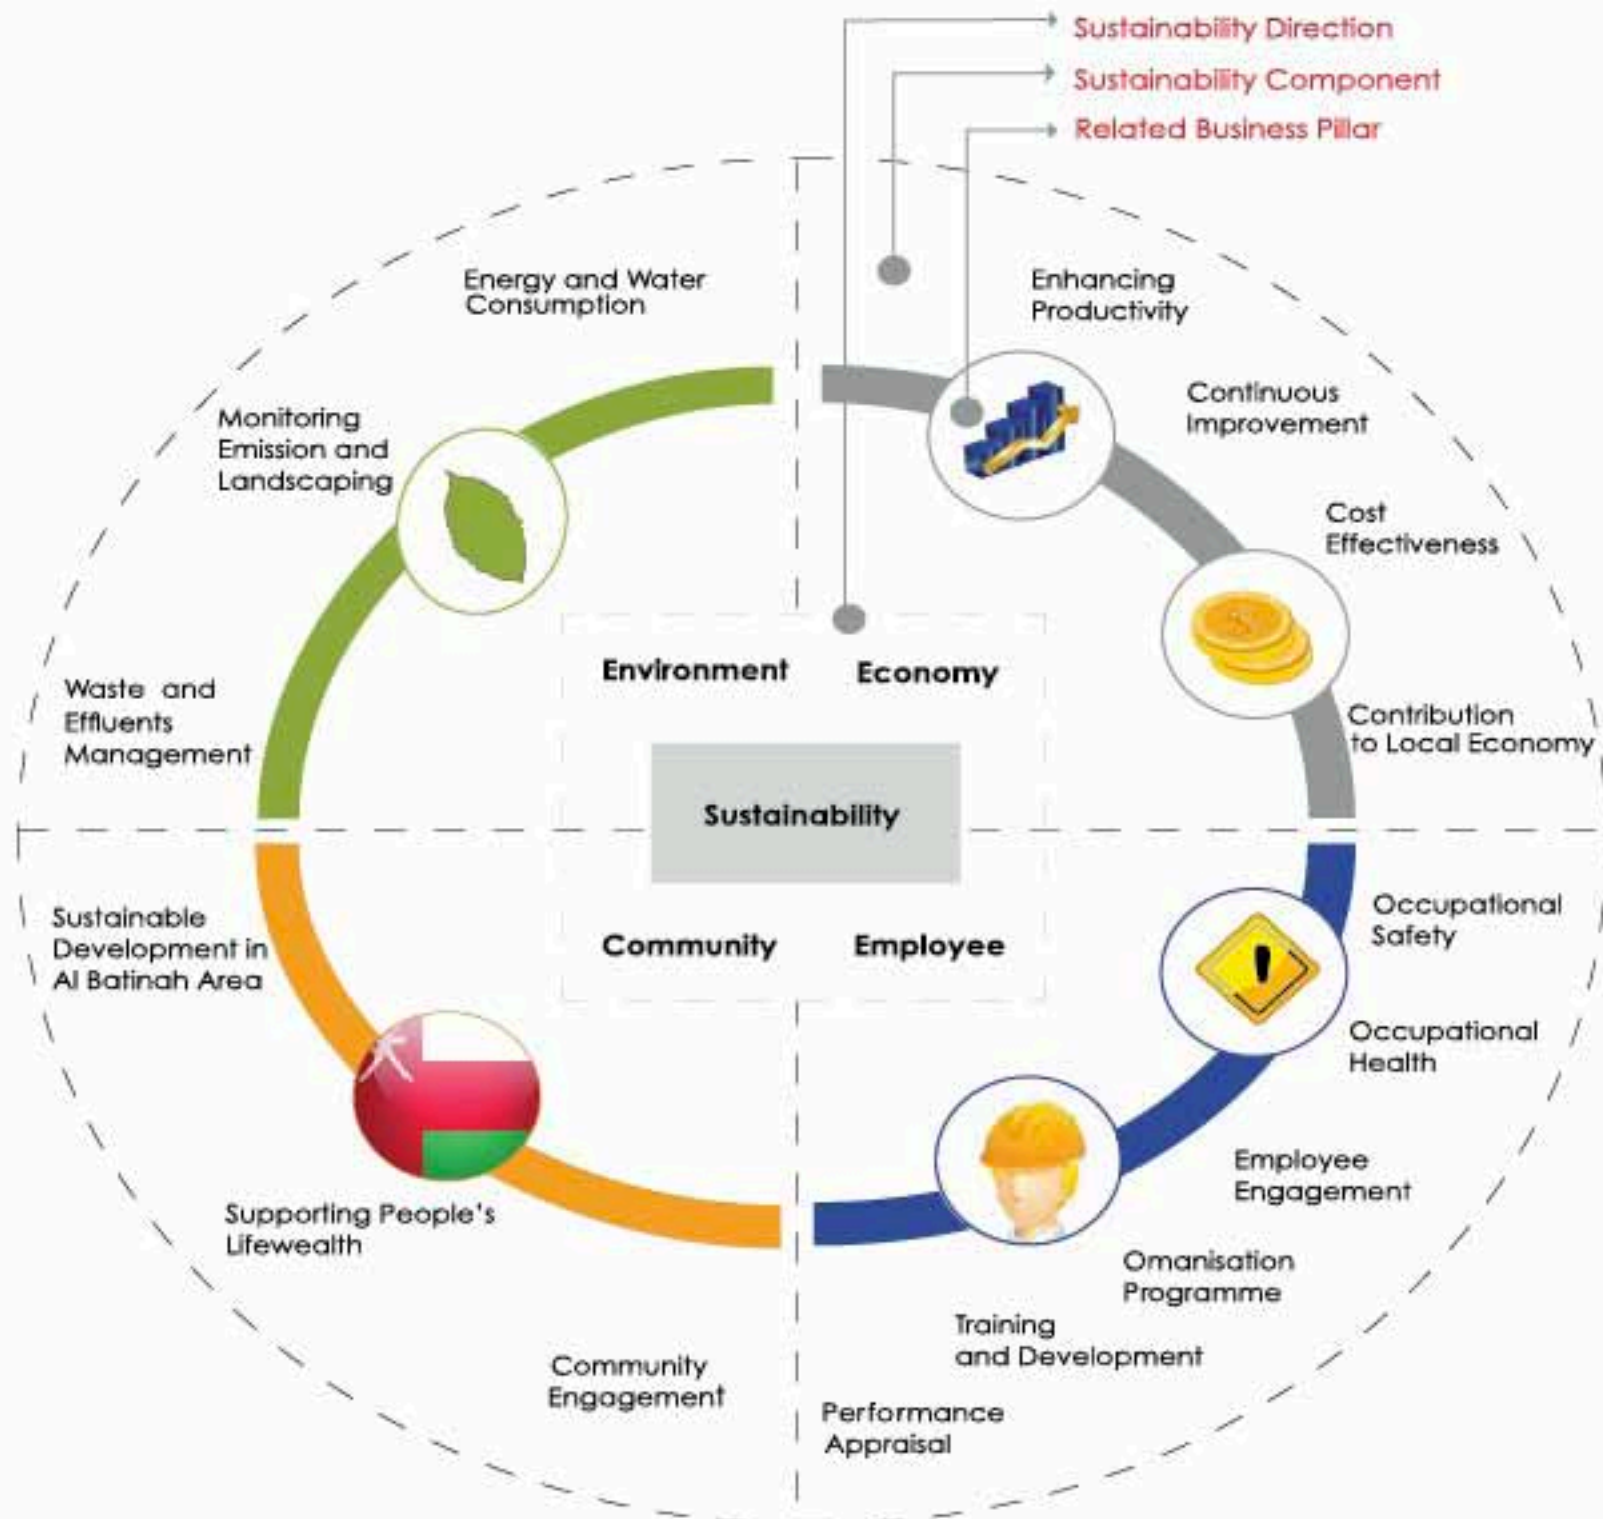 Sustainability Direction
Sustainability Component
Related Business Pillar
Energy and Water
Consumption
Monitoring
Emission and
Landscaping
Waste and
Effluents
Management
Enhancing
Productivity
Continuous
Improvement
Cost
Effectiveness
Contribution
to Local Economy
Environment
Economy
Sustainability
Community
Employee
Sustainable
Development in
Al Batinah Area
Supporting People's
Lifewealth
Community
Engagement
Occupational
Safety
Occupational
Health
Employee
Engagement
Omanisation
Programme
Training
and Development
Performance
Appraisal